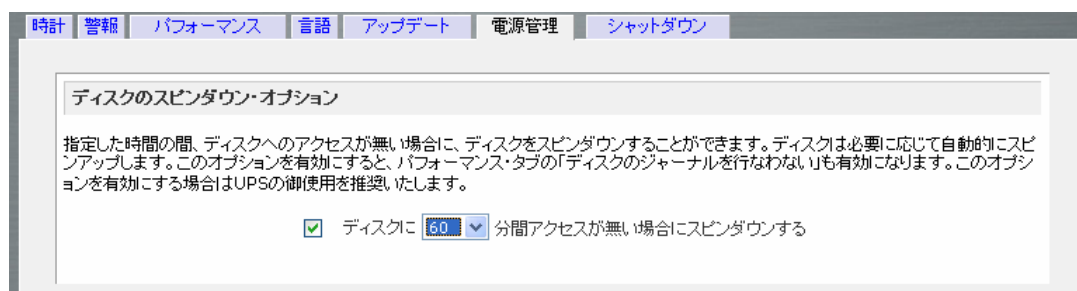 時計 警報 パフォーマンス 言語 アップデート 電源管理 シャットダウン
ディスクのスピンダウン・オプション
指定した時間の間、ディスクへのアクセスが無い場合に、ディスクをスピンダウンすることができます。ディスクは必要に応じて自動的にスピ
ンアップします。このオプションを有効にすると、パフォーマンス・タブの「ディスクのジャーナルを行なわない」も有効になります。このオプシ
ョンを有効にする場合はUPSの御使用を推奨いたします。
ディスクに 60 分間アクセスが無い場合にスピンダウンする